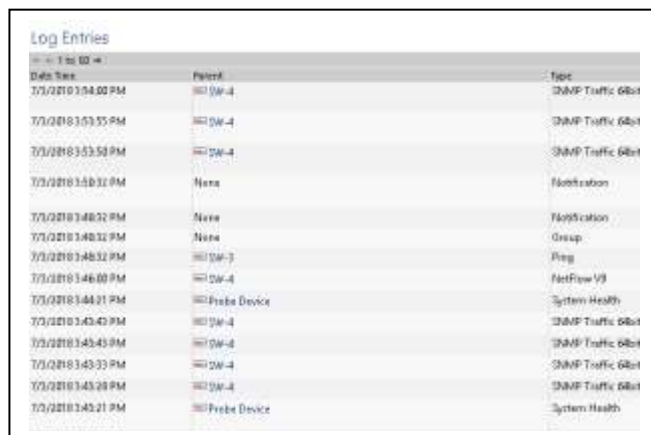 Log Entries
1 to 00
Date Time Parent Type
7/3/2018 3:54:00 PM SW-4 SNMP Traffic 64bit
7/3/2018 3:53:55 PM SW-4 SNMP Traffic 64bit
7/3/2018 3:53:50 PM SW-4 SNMP Traffic 64bit
7/3/2018 3:50:32 PM None Notification
7/3/2018 3:48:32 PM None Notification
7/3/2018 3:48:32 PM None Group
7/3/2018 3:48:32 PM SW-3 Ping
7/3/2018 3:46:00 PM SW-4 NetFlow V9
7/3/2018 3:44:21 PM Probe Device System Health
7/3/2018 3:43:43 PM SW-4 SNMP Traffic 64bit
7/3/2018 3:43:43 PM SW-4 SNMP Traffic 64bit
7/3/2018 3:43:33 PM SW-4 SNMP Traffic 64bit
7/3/2018 3:43:28 PM SW-4 SNMP Traffic 64bit
7/3/2018 3:43:21 PM Probe Device System Health